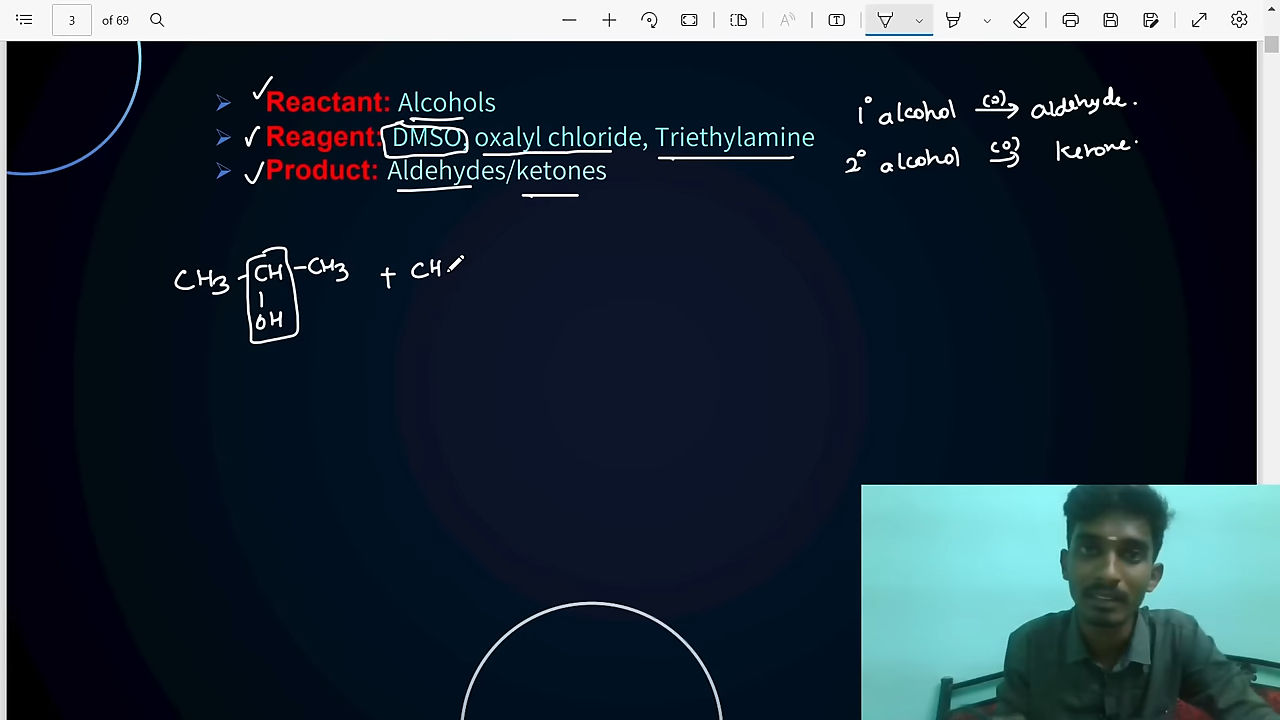 3 of 69
Reactant: Alcohols
Reagent: DMSO, oxalyl chloride, Triethylamine
Product: Aldehydes/ketones
1° alcohol (O) → aldehyde.
2° alcohol (O) → ketone.
CH3-CH-CH3 + CH
|
OH